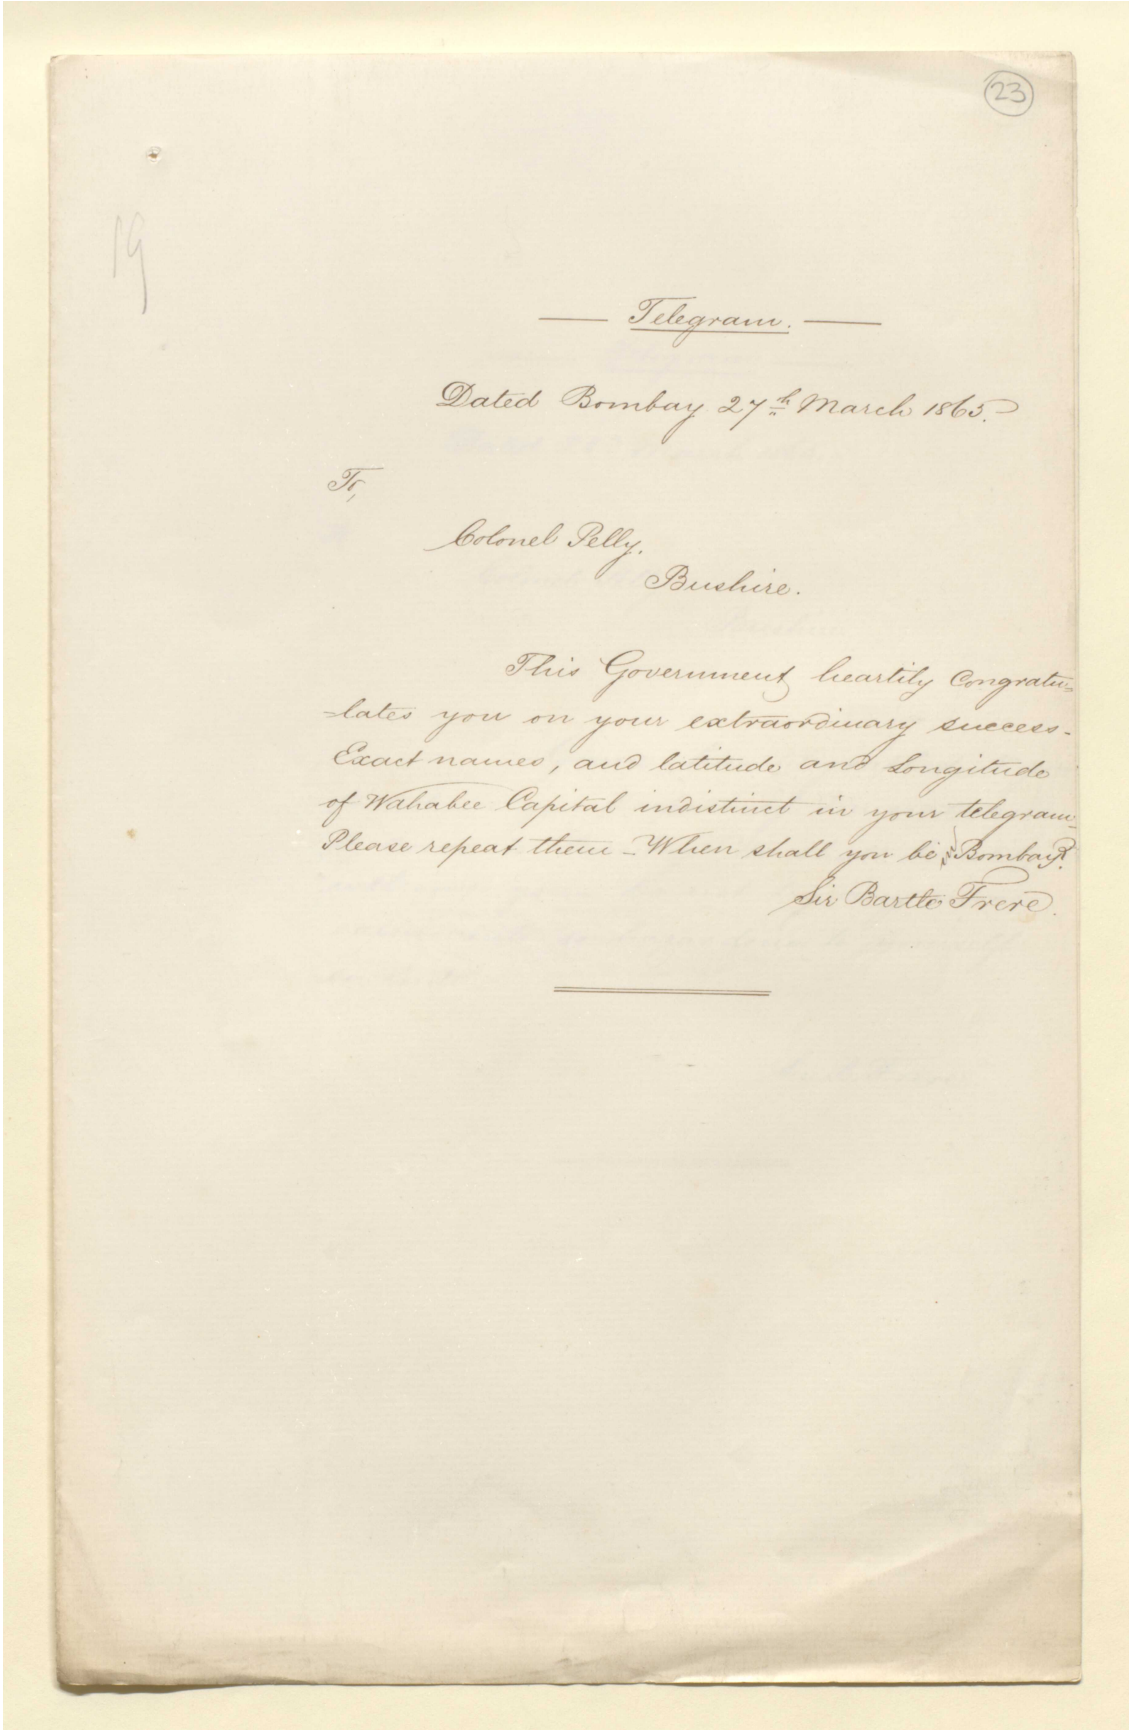 23
19
Telegram.
Dated Bombay 27th March 1865.
To,
Colonel Pelly.
Bushire.
This Government heartily Congratu=
=lates you on your extraordinary success-
Exact names, and latitude and Longitude
of Wahabee Capital indistinct in your telegram-
Please repeat them - When shall you be in Bombay?
Sir Bartle Frere.